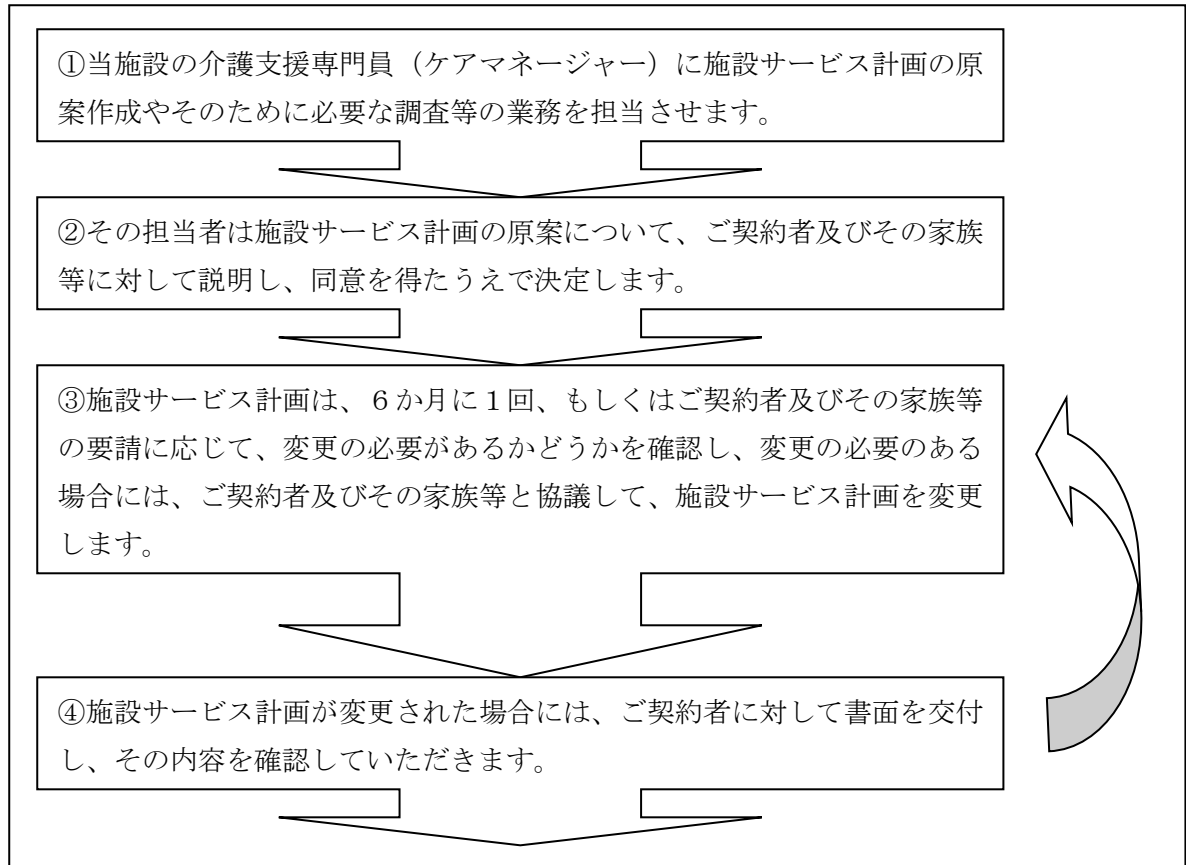 ①当施設の介護支援専門員（ケアマネージャー）に施設サービス計画の原
案作成やそのために必要な調査等の業務を担当させます。
②その担当者は施設サービス計画の原案について、ご契約者及びその家族
等に対して説明し、同意を得たうえで決定します。
③施設サービス計画は、６か月に１回、もしくはご契約者及びその家族等
の要請に応じて、変更の必要があるかどうかを確認し、変更の必要のある
場合には、ご契約者及びその家族等と協議して、施設サービス計画を変更
します。
④施設サービス計画が変更された場合には、ご契約者に対して書面を交付
し、その内容を確認していただきます。